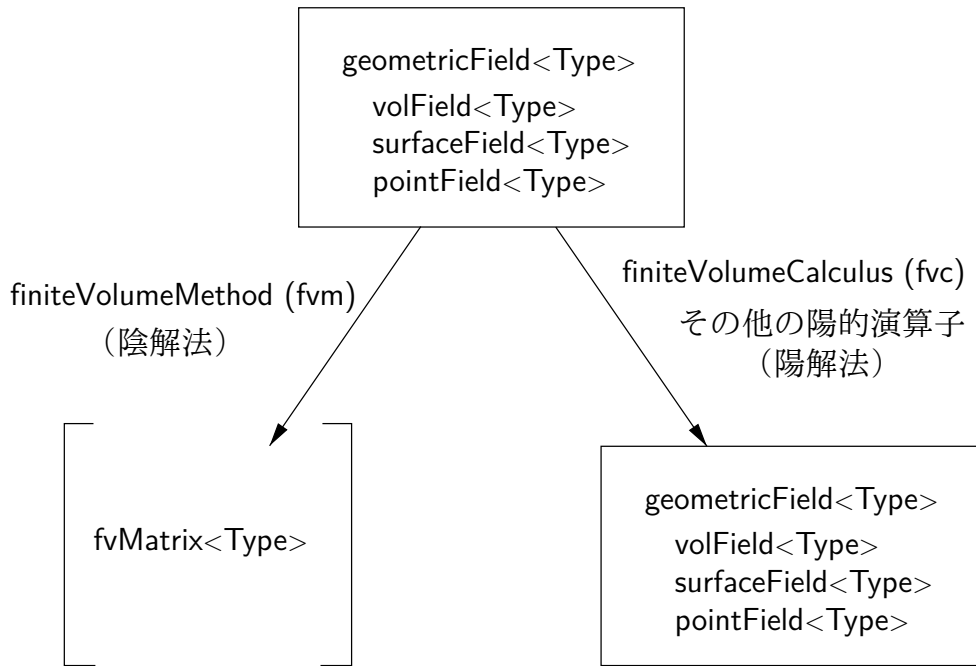 geometricField<Type>
volField<Type>
surfaceField<Type>
pointField<Type>
finiteVolumeMethod (fvm)
（陰解法）
finiteVolumeCalculus (fvc)
その他の陽的演算子
（陽解法）
fvMatrix<Type>
geometricField<Type>
volField<Type>
surfaceField<Type>
pointField<Type>